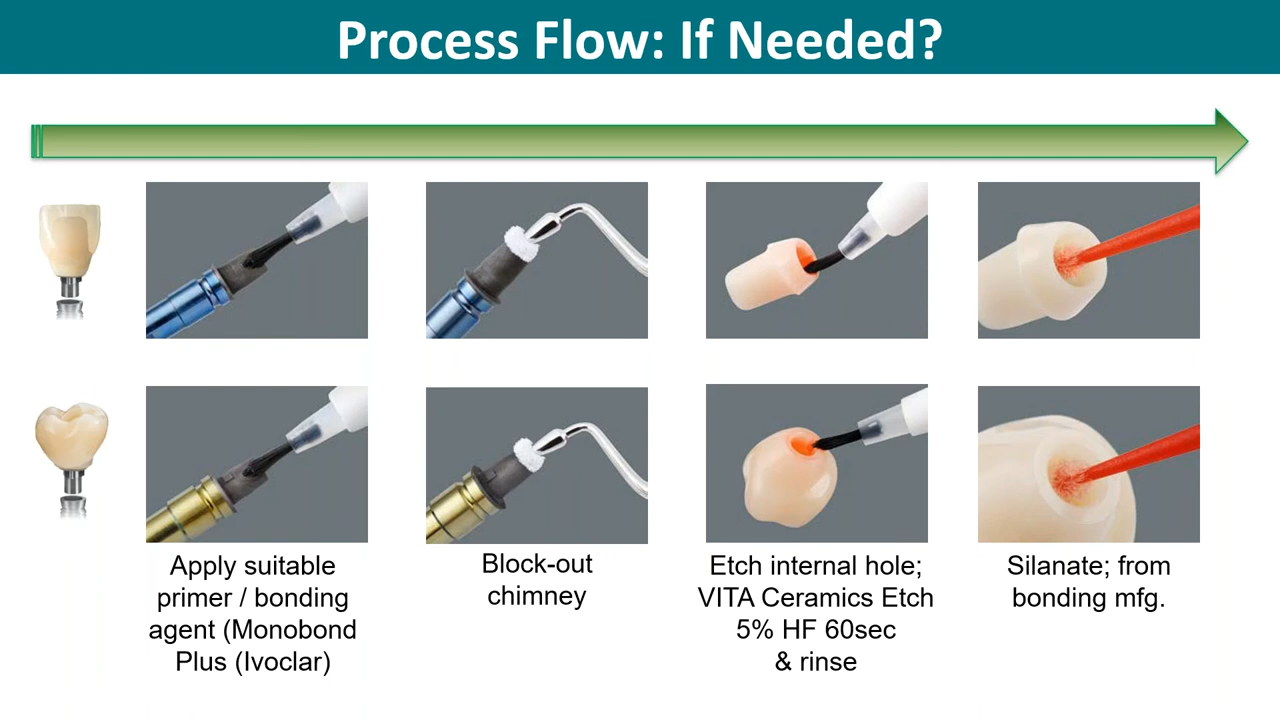 Process Flow: If Needed?
Apply suitable
primer / bonding
agent (Monobond
Plus (Ivoclar)
Block-out
chimney
Etch internal hole;
VITA Ceramics Etch
5% HF 60sec
& rinse
Silanate; from
bonding mfg.